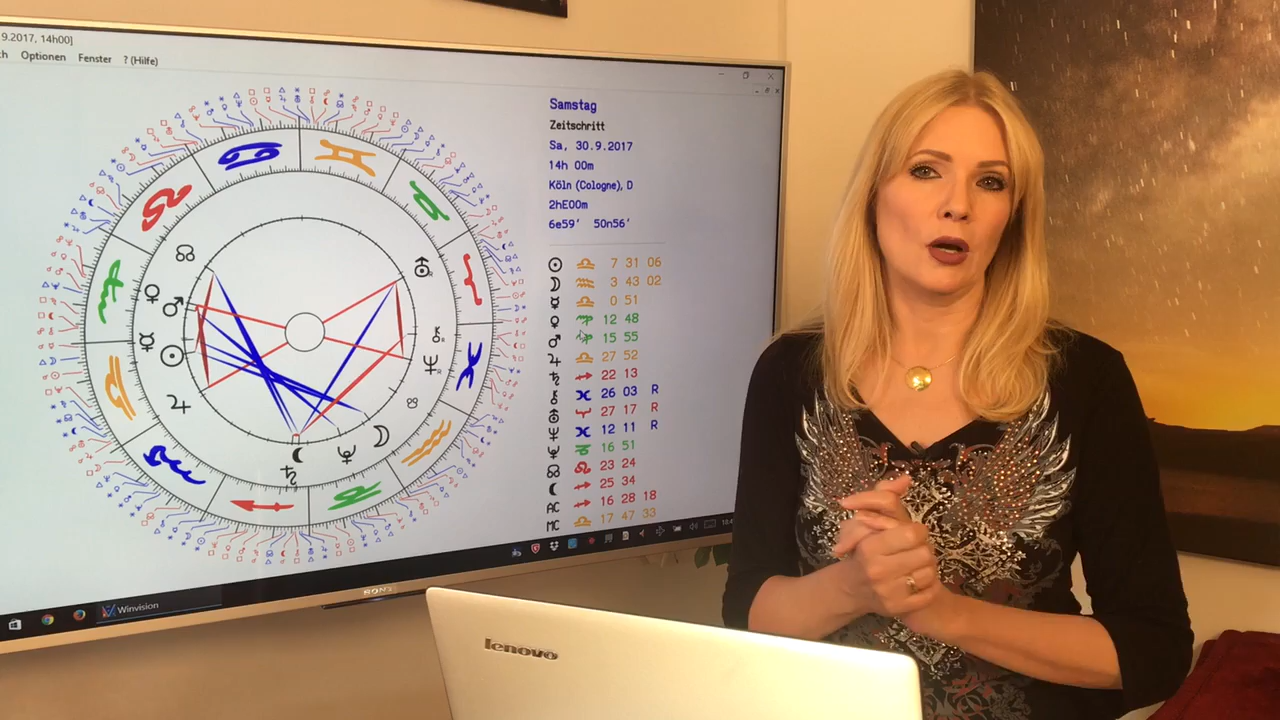 9.2017, 14h00]
ch Optionen Fenster ? (Hilfe)
Samstag
Zeitschritt
Sa, 30.9.2017
14h 00m
Köln (Cologne), D
2hE00m
6e59' 50n56'
☉ ♎ 7 31 06
☽ ♒ 3 43 02
☿ ♎ 0 51
♀ ♍ 12 48
♂ ♍ 15 55
♃ ♎ 27 52
♄ ♐ 22 13
⚷ ♓ 26 03 R
⛢ ♈ 27 17 R
♆ ♓ 12 11 R
♇ ♑ 16 51
☊ ♌ 23 24
⚸ ♐ 25 34
AC ♐ 16 28 18
MC ♎ 17 47 33
SONY
Winvision
lenovo